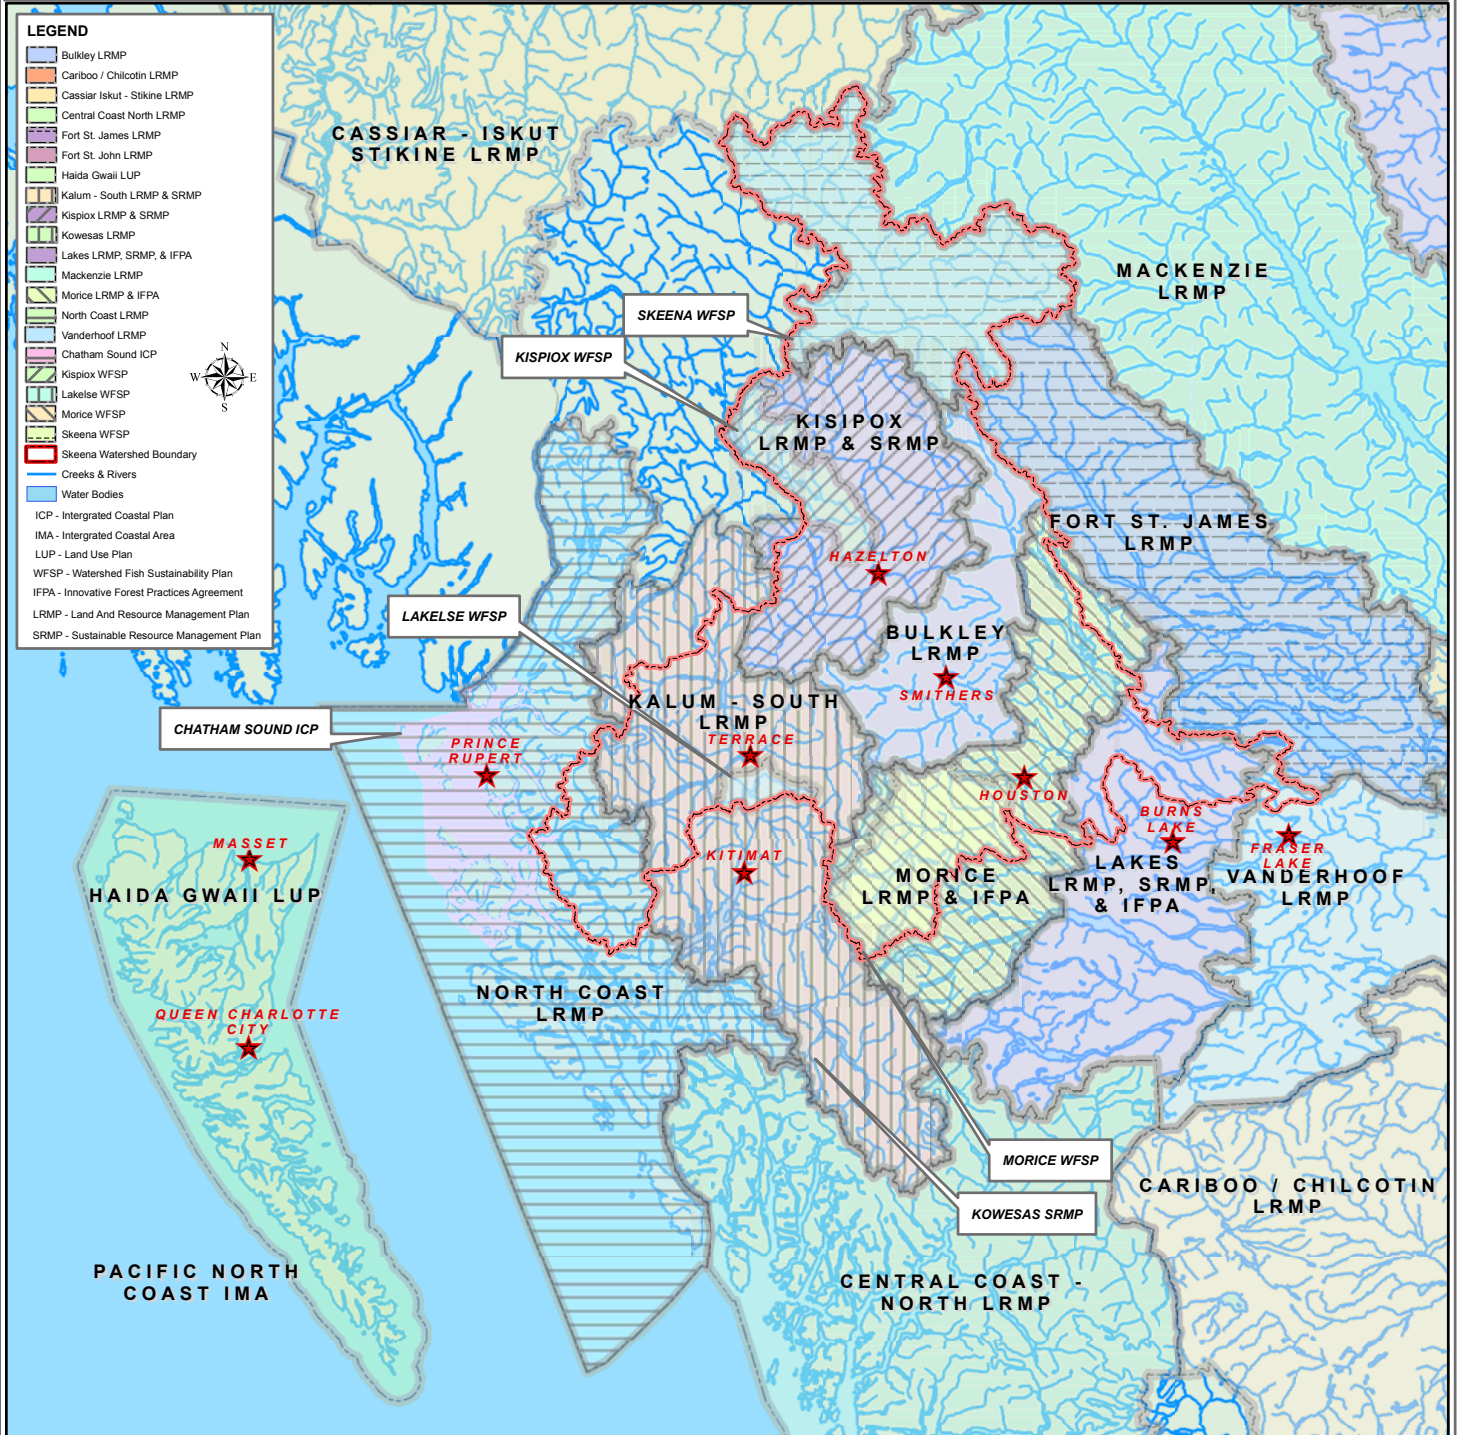 LEGEND
Bulkley LRMP
Cariboo / Chilcotin LRMP
Cassiar Iskut - Stikine LRMP
Central Coast North LRMP
Fort St. James LRMP
Fort St. John LRMP
Haida Gwaii LUP
Kalum - South LRMP & SRMP
Kispiox LRMP & SRMP
Kowesas LRMP
Lakes LRMP, SRMP, & IFPA
Mackenzie LRMP
Morice LRMP & IFPA
North Coast LRMP
Vanderhoof LRMP
Chatham Sound ICP
Kispiox WFSP
Lakelse WFSP
Morice WFSP
Skeena WFSP
Skeena Watershed Boundary
Creeks & Rivers
Water Bodies
ICP - Intergrated Coastal Plan
IMA - Intergrated Coastal Area
LUP - Land Use Plan
WFSP - Watershed Fish Sustainability Plan
IFPA - Innovative Forest Practices Agreement
LRMP - Land And Resource Management Plan
SRMP - Sustainable Resource Management Plan
N
W E
S
CASSIAR - ISKUT
STIKINE LRMP
MACKENZIE
LRMP
SKEENA WFSP
KISPIOX WFSP
KISIPOX
LRMP & SRMP
FORT ST. JAMES
LRMP
HAZELTON
LAKELSE WFSP
BULKLEY
LRMP
SMITHERS
KALUM - SOUTH
LRMP
TERRACE
CHATHAM SOUND ICP
PRINCE
RUPERT
HOUSTON
BURNS
LAKE
FRASER
LAKE
MASSET
KITIMAT
HAIDA GWAII LUP
MORICE
LRMP & IFPA
LAKES
LRMP, SRMP,
& IFPA
VANDERHOOF
LRMP
NORTH COAST
LRMP
QUEEN CHARLOTTE
CITY
MORICE WFSP
KOWESAS SRMP
CARIBOO / CHILCOTIN
LRMP
PACIFIC NORTH
COAST IMA
CENTRAL COAST -
NORTH LRMP